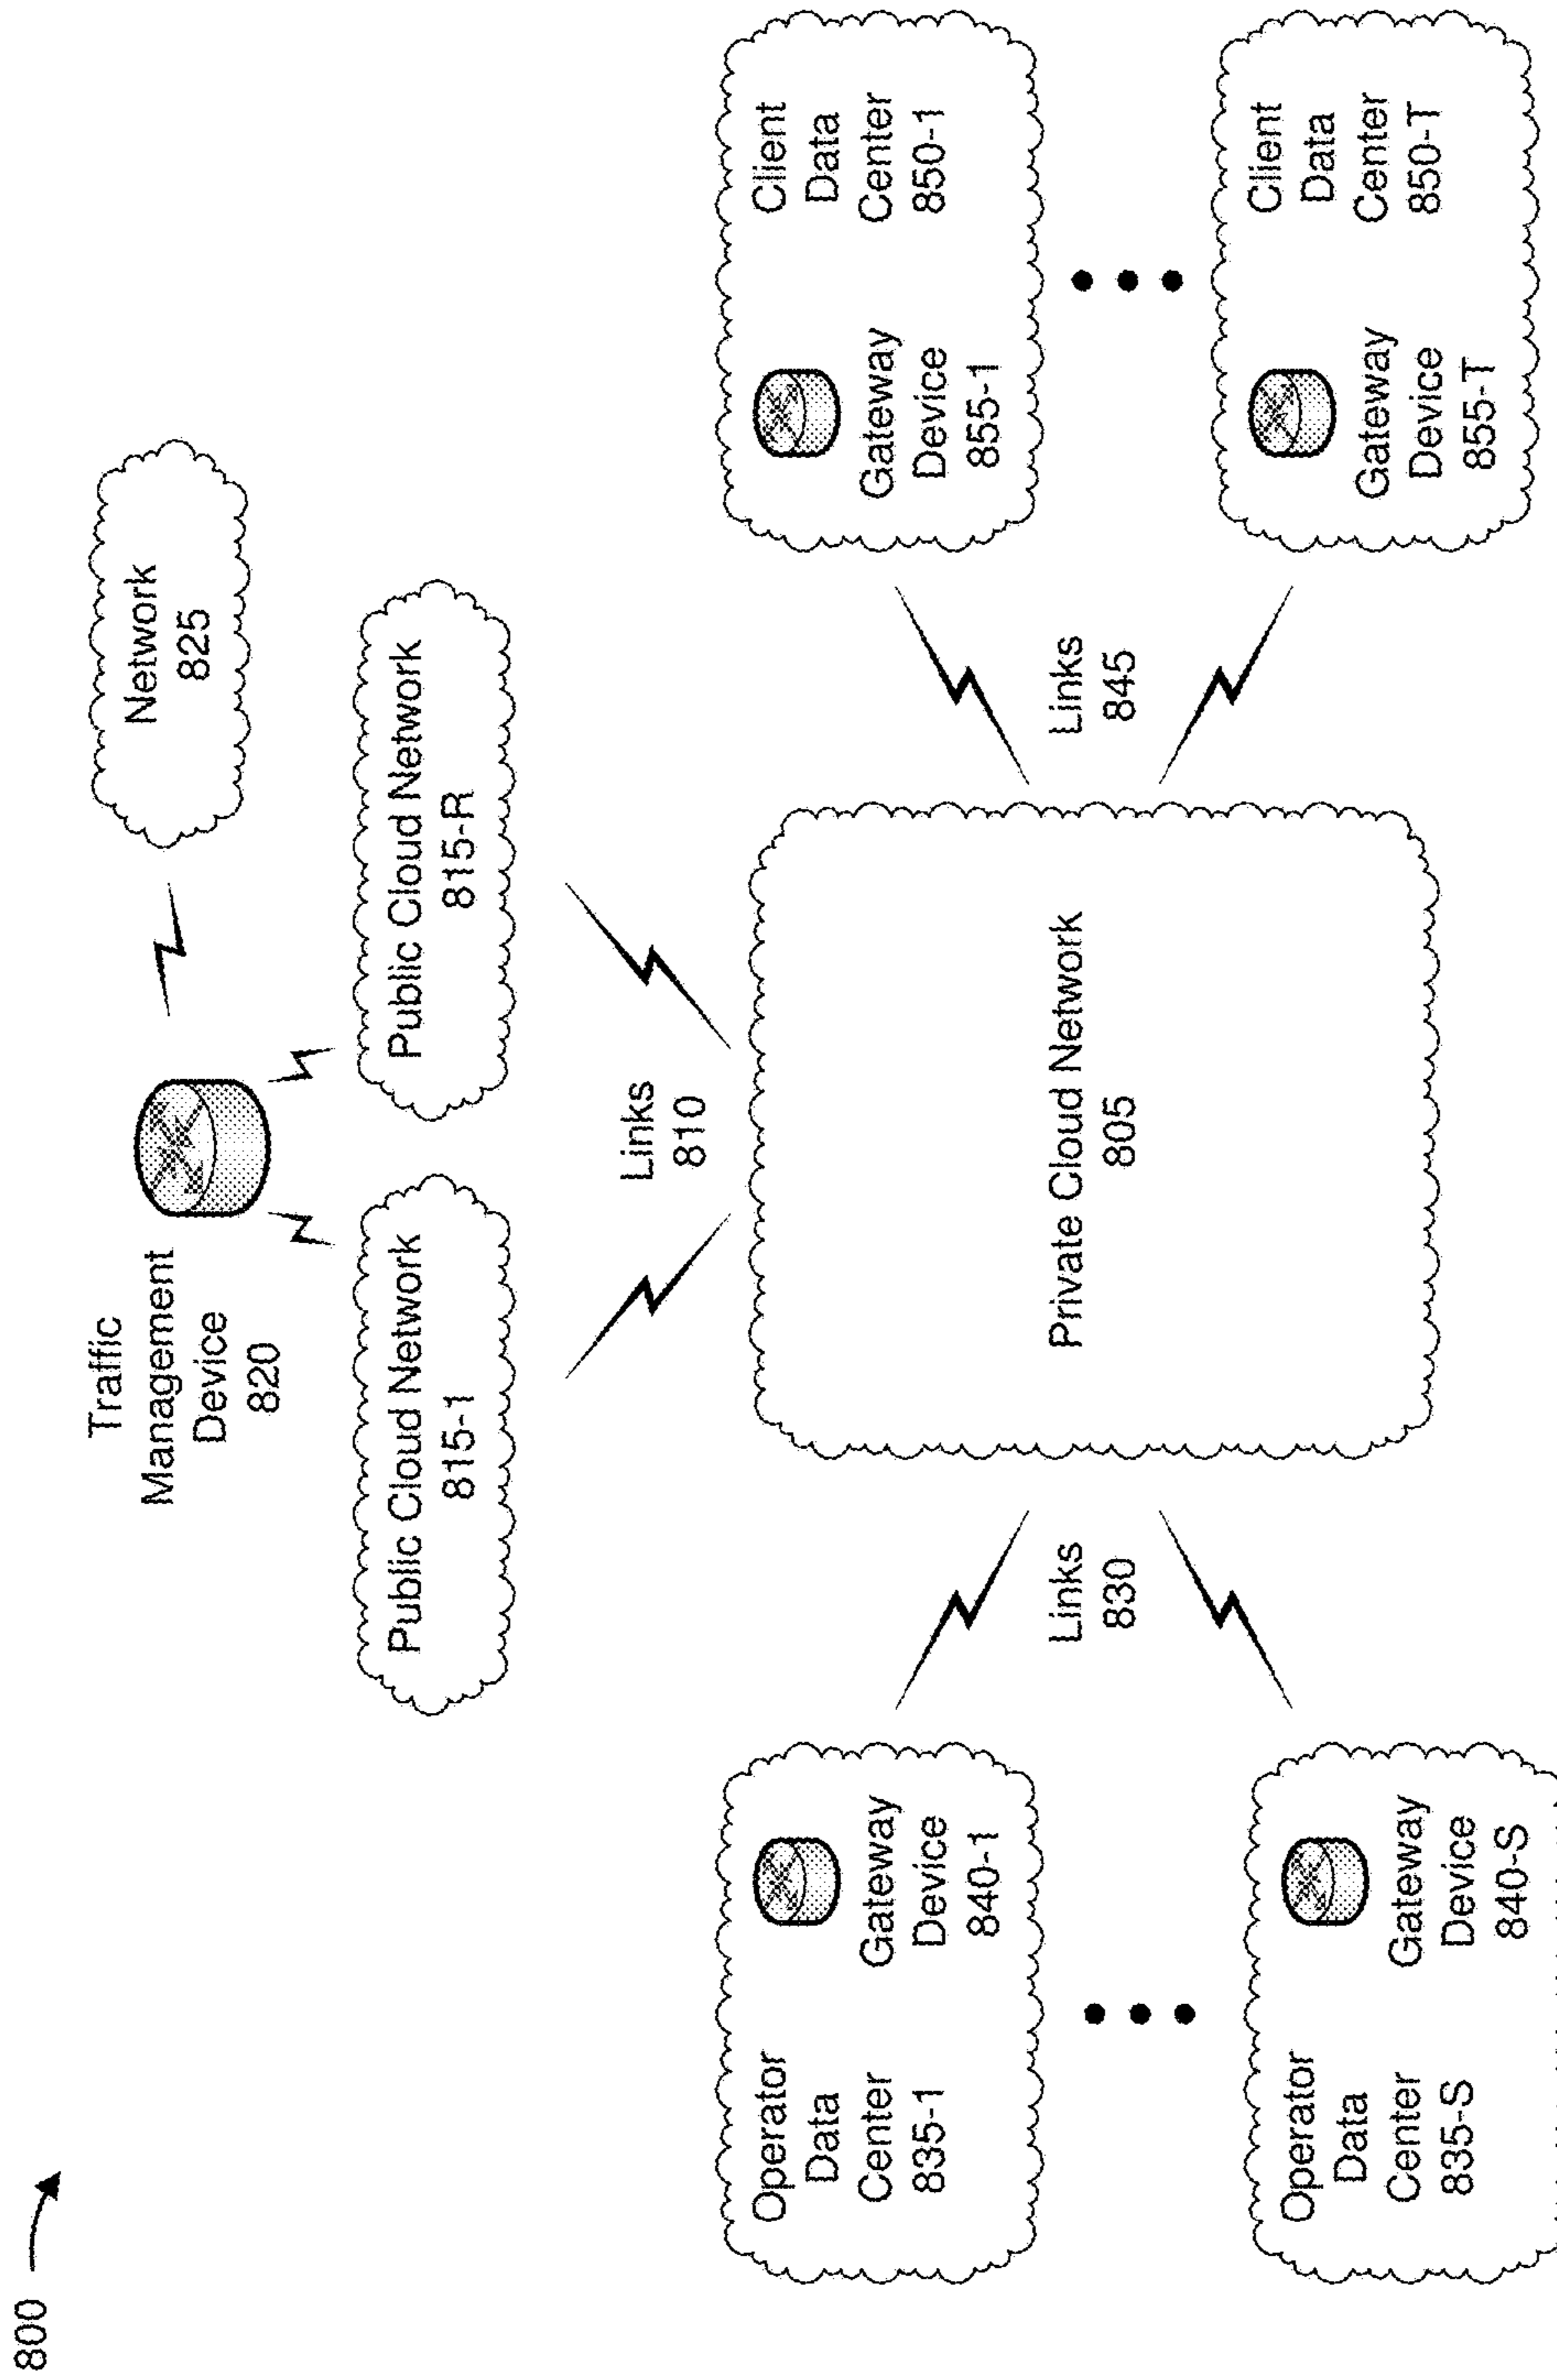 800
Traffic
Management
Device
820
Network
825
Public Cloud Network
815-1
Public Cloud Network
815-R
Links
810
Operator
Data
Center
835-1
Gateway
Device
840-1
Operator
Data
Center
835-S
Gateway
Device
840-S
Links
830
Private Cloud Network
805
Links
845
Gateway
Device
855-1
Client
Data
Center
850-1
Gateway
Device
855-T
Client
Data
Center
850-T